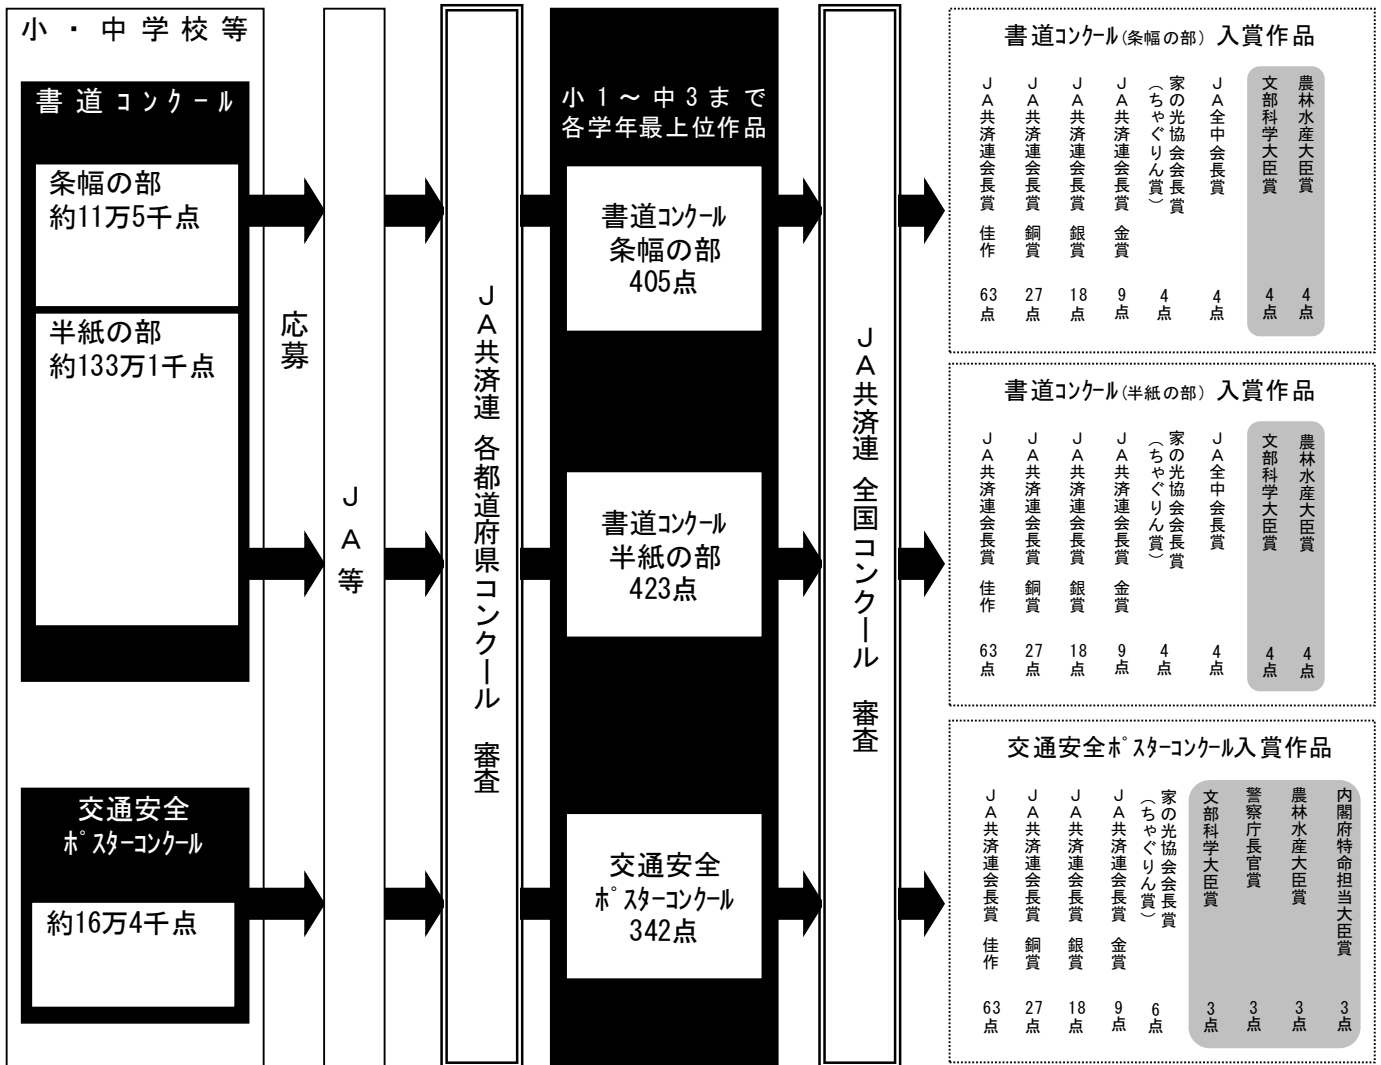 小・中学校等
書道コンクール
条幅の部
約11万5千点
半紙の部
約133万1千点
交通安全
ポスターコンクール
約16万4千点
応募
JA等
JA共済連 各都道府県コンクール 審査
小1～中3まで
各学年最上位作品
書道コンクール
条幅の部
405点
書道コンクール
半紙の部
423点
交通安全
ポスターコンクール
342点
JA共済連 全国コンクール 審査
書道コンクール(条幅の部) 入賞作品
農林水産大臣賞 4点
文部科学大臣賞 4点
JA全中会長賞 4点
家の光協会会長賞
(ちゃぐりん賞) 4点
JA共済連会長賞 金賞 9点
JA共済連会長賞 銀賞 18点
JA共済連会長賞 銅賞 27点
JA共済連会長賞 佳作 63点
書道コンクール(半紙の部) 入賞作品
農林水産大臣賞 4点
文部科学大臣賞 4点
JA全中会長賞 4点
家の光協会会長賞
(ちゃぐりん賞) 4点
JA共済連会長賞 金賞 9点
JA共済連会長賞 銀賞 18点
JA共済連会長賞 銅賞 27点
JA共済連会長賞 佳作 63点
交通安全ポスターコンクール入賞作品
内閣府特命担当大臣賞 3点
農林水産大臣賞 3点
警察庁長官賞 3点
文部科学大臣賞 3点
家の光協会会長賞
(ちゃぐりん賞) 6点
JA共済連会長賞 金賞 9点
JA共済連会長賞 銀賞 18点
JA共済連会長賞 銅賞 27点
JA共済連会長賞 佳作 63点